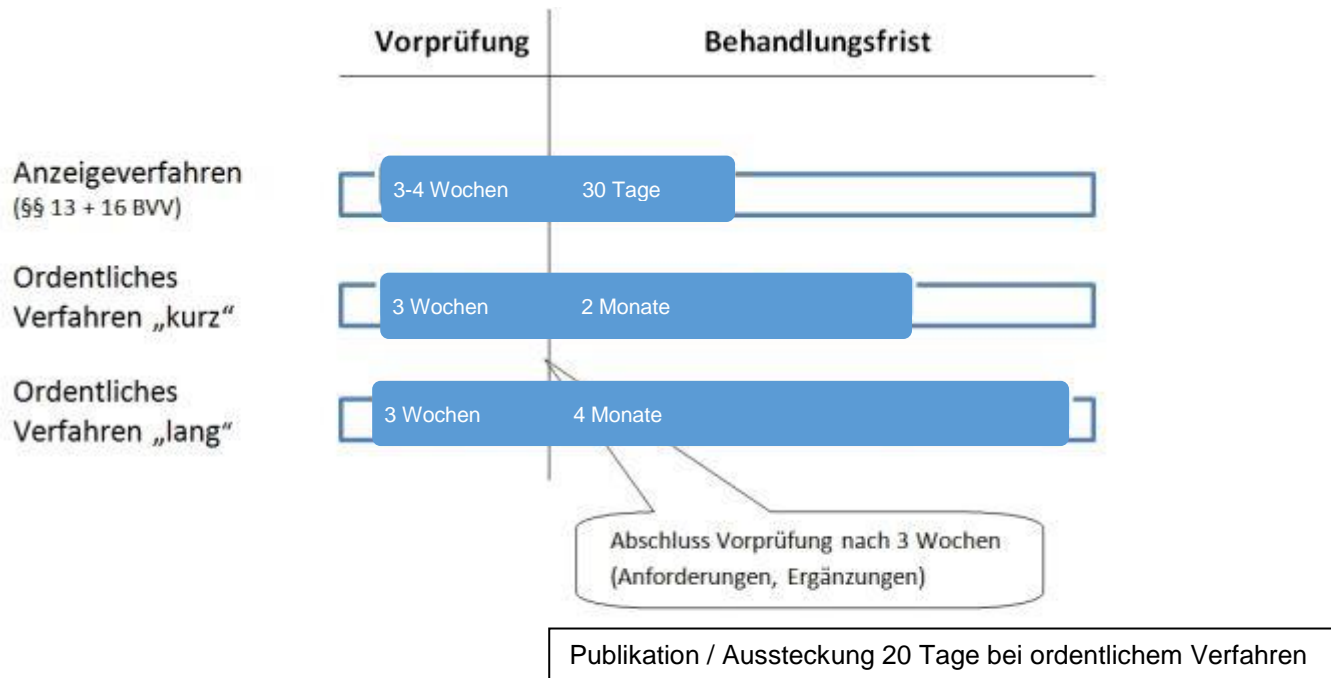 Vorprüfung Behandlungsfrist
Anzeigeverfahren
(§§ 13 + 16 BVV)
3-4 Wochen 30 Tage
Ordentliches
Verfahren „kurz“
3 Wochen 2 Monate
Ordentliches
Verfahren „lang“
3 Wochen 4 Monate
Abschluss Vorprüfung nach 3 Wochen
(Anforderungen, Ergänzungen)
Publikation / Aussteckung 20 Tage bei ordentlichem Verfahren